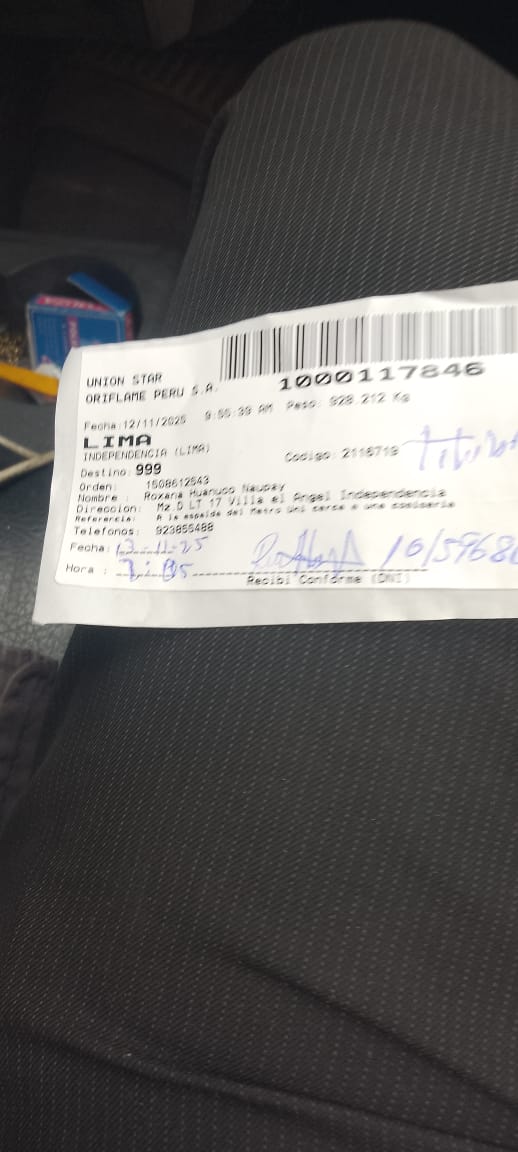 1000117846
UNION STAR
ORIFLAME PERU S.A.
Fecha:12/11/2025 9:55:39 AM Peso: 928.212 Kg
LIMA
INDEPENDENCIA (LIMA) Codigo: 2116719
Destino: 999
Orden: 1508612543
Nombre : Roxana Huanuco Naupay
Direccion: Mz.D LT 17 Villa el Angel Independencia
Referencia: A la espalda del Metro Uni cerca a una comisaria
Telefonos: 923855488
Fecha: 13-11-25
Hora :
Recibi Conforme (DNI)